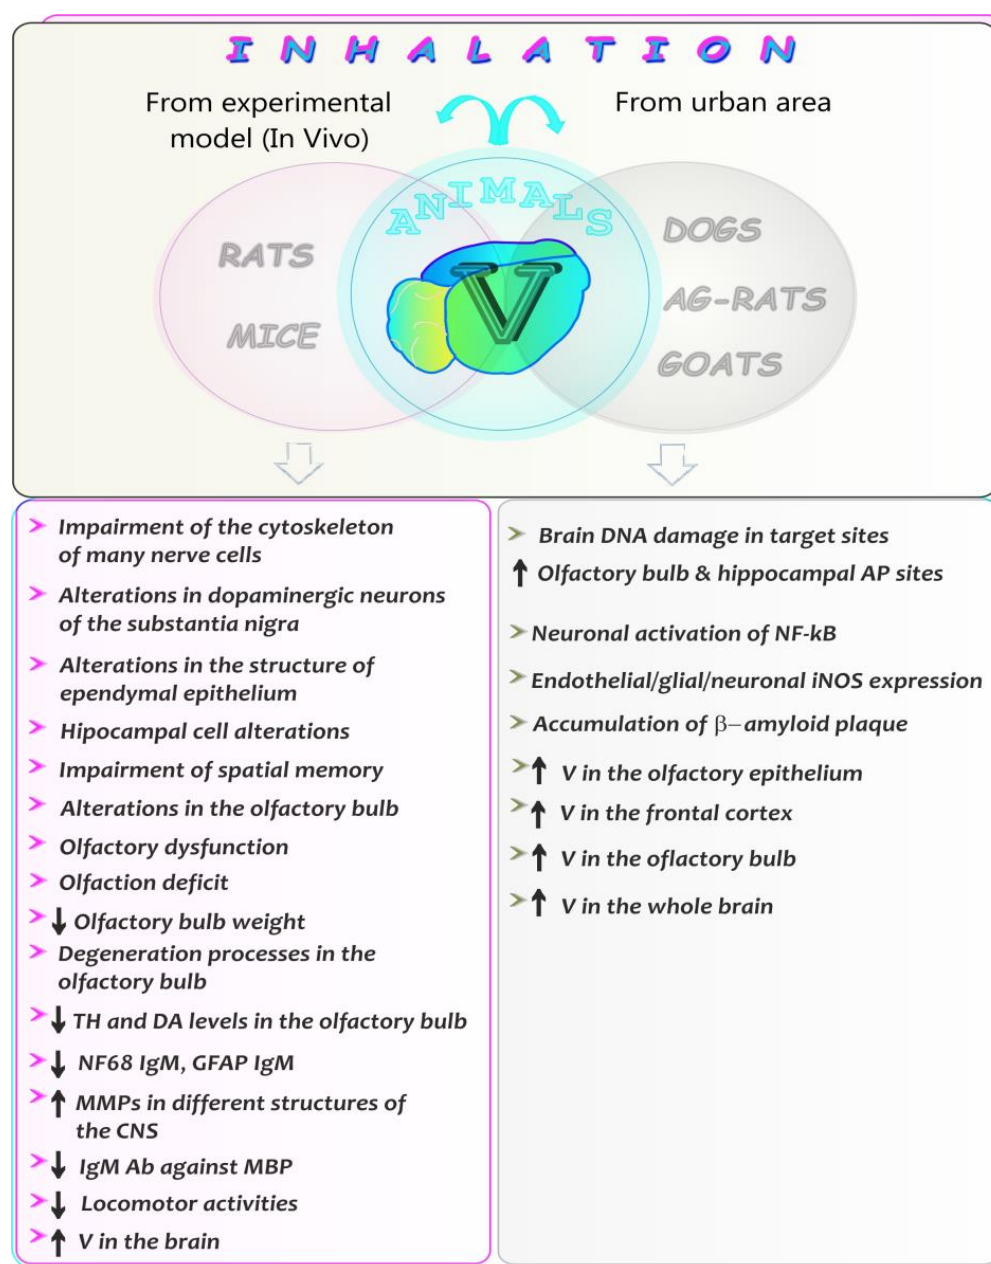 INHALATION
From experimental
model (In Vivo)
From urban area
ANIMALS
RATS
MICE
V
DOGS
AG-RATS
GOATS
➤ Impairment of the cytoskeleton
of many nerve cells
➤ Alterations in dopaminergic neurons
of the substantia nigra
➤ Alterations in the structure of
ependymal epithelium
➤ Hipocampal cell alterations
➤ Impairment of spatial memory
➤ Alterations in the olfactory bulb
➤ Olfactory dysfunction
➤ Olfaction deficit
➤↓ Olfactory bulb weight
➤ Degeneration processes in the
olfactory bulb
➤↓ TH and DA levels in the olfactory bulb
➤↓ NF68 IgM, GFAP IgM
➤↑ MMPs in different structures of
the CNS
➤↓ IgM Ab against MBP
➤↓ Locomotor activities
➤↑ V in the brain
➤ Brain DNA damage in target sites
↑ Olfactory bulb & hippocampal AP sites
➤ Neuronal activation of NF-kB
➤ Endothelial/glial/neuronal iNOS expression
➤ Accumulation of β–amyloid plaque
➤↑ V in the olfactory epithelium
➤↑ V in the frontal cortex
➤↑ V in the oflactory bulb
➤↑ V in the whole brain